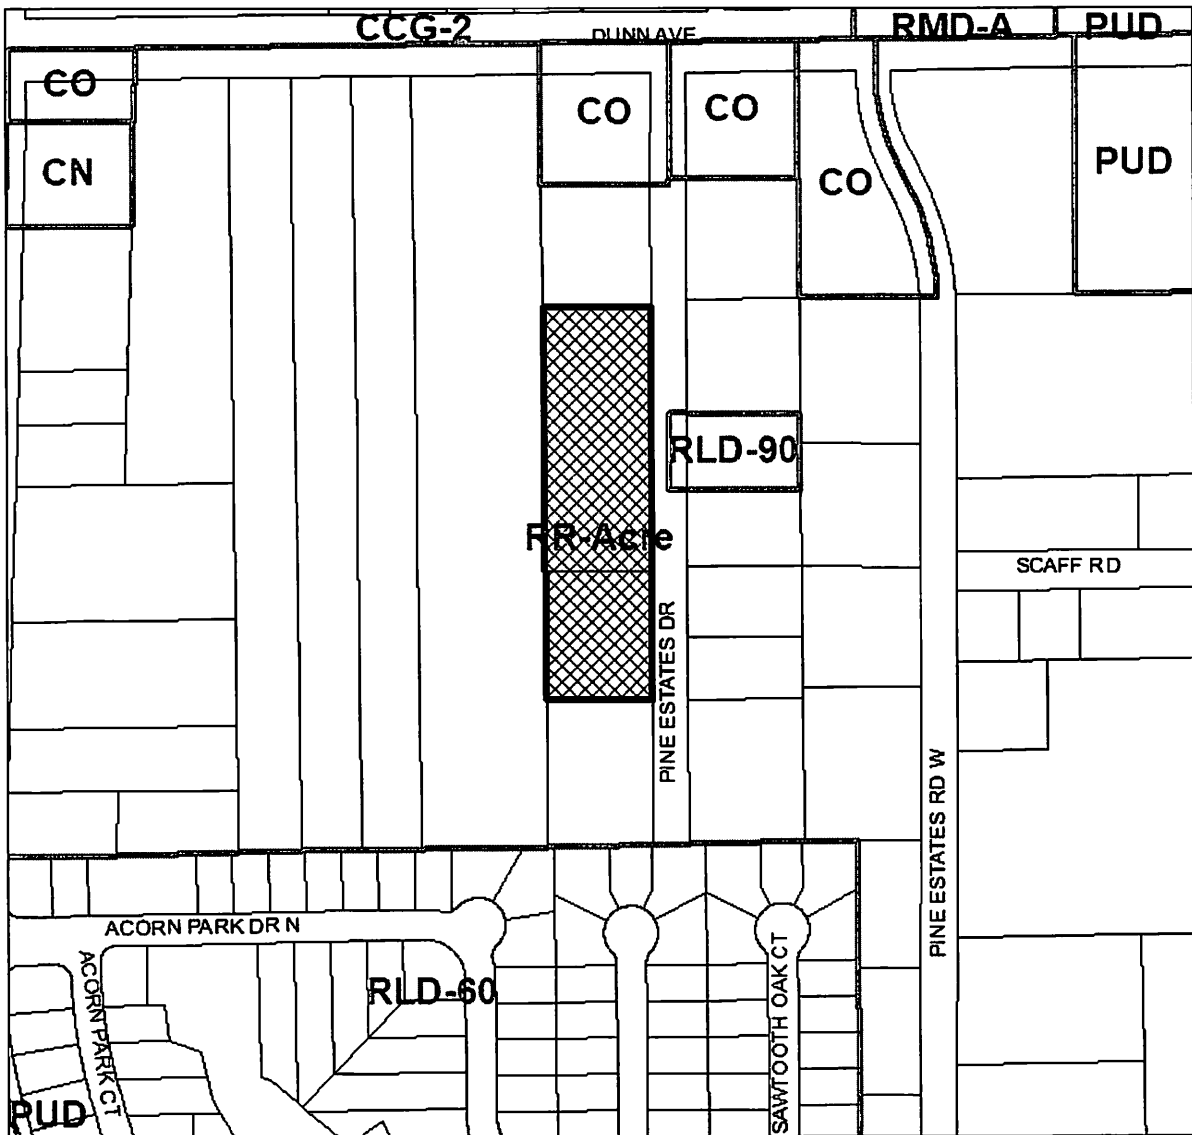 CCG-2
DUNN AVE
RMD-A
PUD
CO
CO
CO
CN
CO
PUD
RLD-90
RR-Acre
SCAFF RD
PINE ESTATES DR
PINE ESTATES RD W
ACORN PARK DR N
ACORN PARK CT
RLD-60
SAWTOOTH OAK CT
PUD